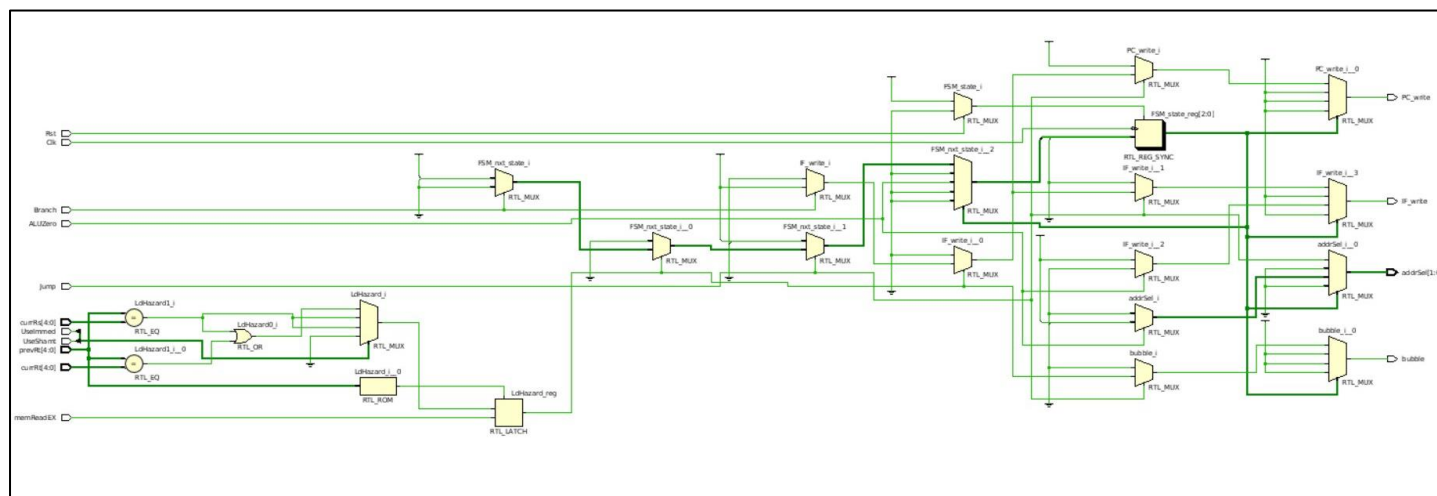 PC_write_i
RTL_MUX
PC_write_i__0
RTL_MUX
PC_write
FSM_state_i
RTL_MUX
FSM_state_reg[2:0]
RTL_REG_SYNC
Rst
Clk
FSM_nxt_state_i
RTL_MUX
IF_write_i
RTL_MUX
FSM_nxt_state_i__2
RTL_MUX
IF_write_i__1
RTL_MUX
IF_write_i__3
RTL_MUX
IF_write
Branch
ALUZero
FSM_nxt_state_i__0
RTL_MUX
FSM_nxt_state_i__1
RTL_MUX
IF_write_i__0
RTL_MUX
IF_write_i__2
RTL_MUX
addrSel_i__0
RTL_MUX
Jump
LdHazard1_i
RTL_EQ
LdHazard0_i
RTL_OR
LdHazard_i
RTL_MUX
addrSel_i
RTL_MUX
currRs[4:0]
UseImmed
UseShamt
prevRt[4:0]
currRt[4:0]
LdHazard1_i__0
RTL_EQ
LdHazard_i__0
RTL_ROM
LdHazard_reg
RTL_LATCH
bubble_i
RTL_MUX
bubble_i__0
RTL_MUX
bubble
memReadEX